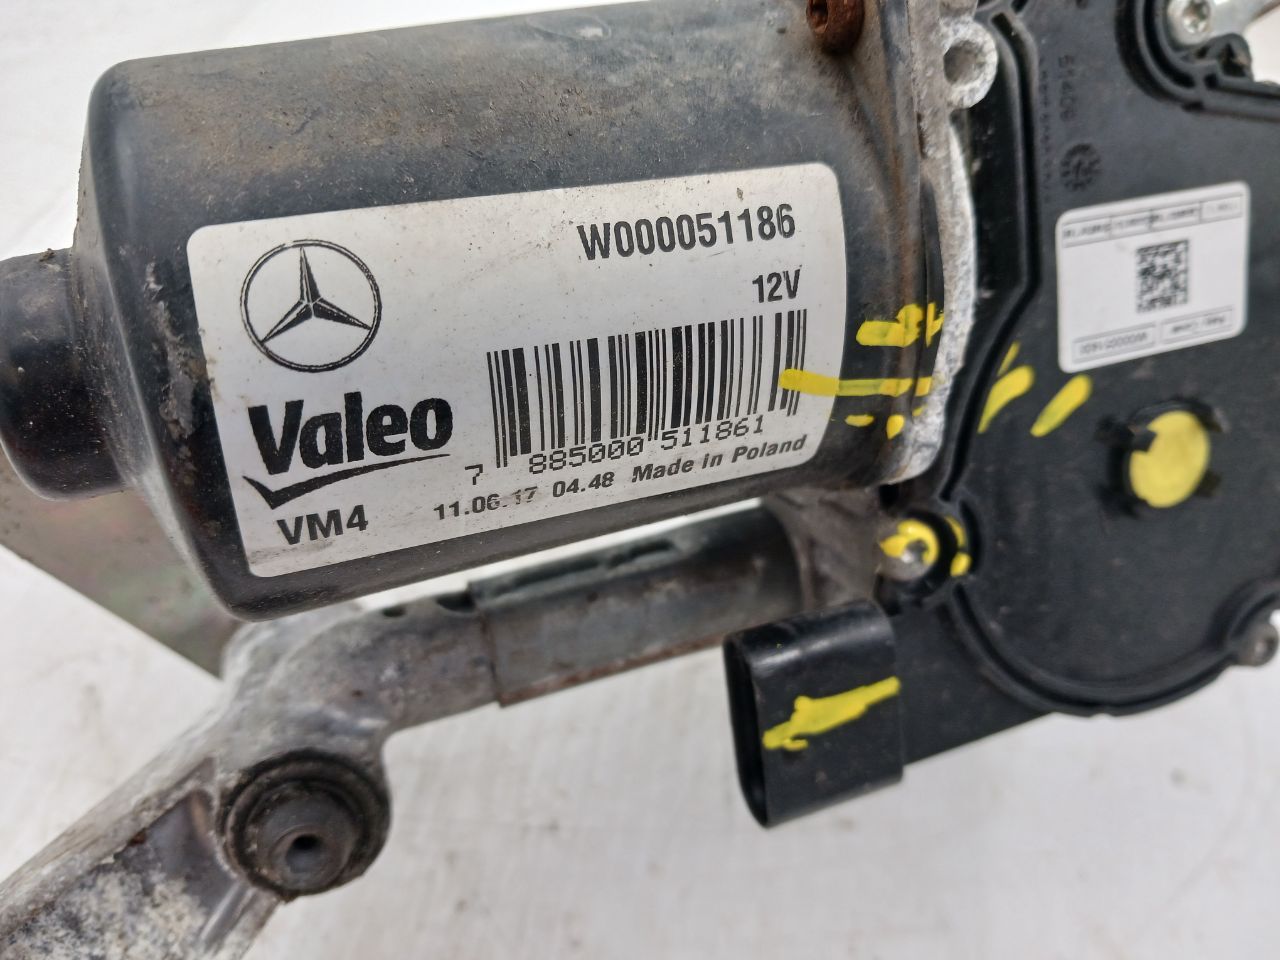 W000051186
12V
Valeo
7 885000 511861
VM4 11.06.17 04.48 Made in Poland